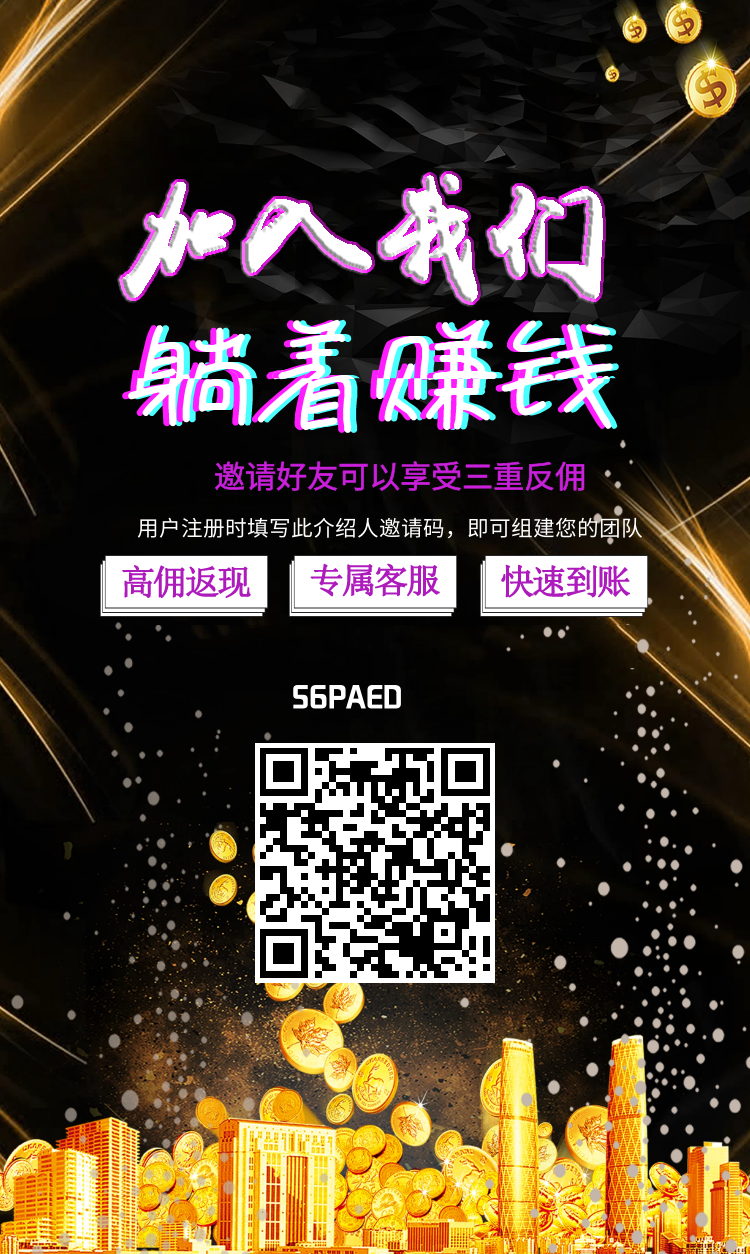 加入我们
躺着赚钱
邀请好友可以享受三重反佣
用户注册时填写此介绍人邀请码，即可组建您的团队
高佣返现 专属客服 快速到账
S6PAED